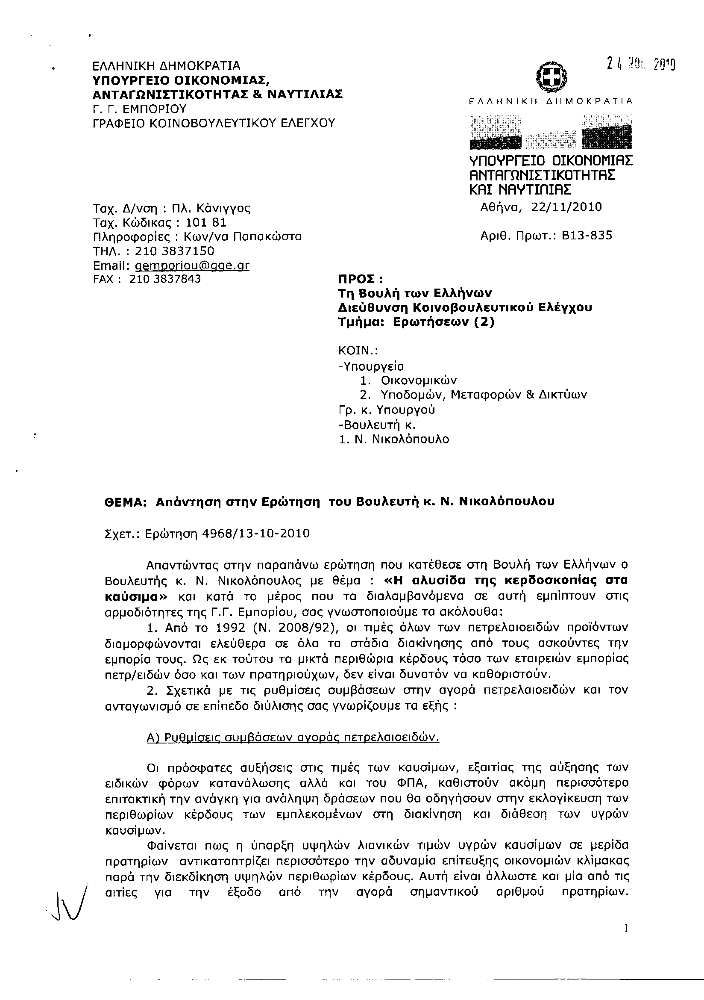 ΕΛΛΗΝΙΚΗ ΔΗΜΟΚΡΑΤΙΑ
ΥΠΟΥΡΓΕΙΟ ΟΙΚΟΝΟΜΙΑΣ,
ΑΝΤΑΓΩΝΙΣΤΙΚΟΤΗΤΑΣ & ΝΑΥΤΙΛΙΑΣ
Γ. Γ. ΕΜΠΟΡΙΟΥ
ΓΡΑΦΕΙΟ ΚΟΙΝΟΒΟΥΛΕΥΤΙΚΟΥ ΕΛΕΓΧΟΥ
24 ΝΟΕ. 2010
ΕΛΛΗΝΙΚΗ ΔΗΜΟΚΡΑΤΙΑ
ΥΠΟΥΡΓΕΙΟ ΟΙΚΟΝΟΜΙΑΣ
ΑΝΤΑΓΩΝΙΣΤΙΚΟΤΗΤΑΣ
ΚΑΙ ΝΑΥΤΙΛΙΑΣ
Ταχ. Δ/νση : Πλ. Κάνιγγος
Ταχ. Κώδικας : 101 81
Πληροφορίες : Κων/να Παπακώστα
ΤΗΛ. : 210 3837150
Email: gemporiou@gge.gr
FAX : 210 3837843
Αθήνα, 22/11/2010
Αριθ. Πρωτ.: Β13-835
ΠΡΟΣ :
Τη Βουλή των Ελλήνων
Διεύθυνση Κοινοβουλευτικού Ελέγχου
Τμήμα: Ερωτήσεων (2)
ΚΟΙΝ.:
-Υπουργεία
1. Οικονομικών
2. Υποδομών, Μεταφορών & Δικτύων
Γρ. κ. Υπουργού
-Βουλευτή κ.
1. Ν. Νικολόπουλο
ΘΕΜΑ: Απάντηση στην Ερώτηση του Βουλευτή κ. Ν. Νικολόπουλου
Σχετ.: Ερώτηση 4968/13-10-2010
Απαντώντας στην παραπάνω ερώτηση που κατέθεσε στη Βουλή των Ελλήνων ο
Βουλευτής κ. Ν. Νικολόπουλος με θέμα : «Η αλυσίδα της κερδοσκοπίας στα
καύσιμα» και κατά το μέρος που τα διαλαμβανόμενα σε αυτή εμπίπτουν στις
αρμοδιότητες της Γ.Γ. Εμπορίου, σας γνωστοποιούμε τα ακόλουθα:
1. Από το 1992 (Ν. 2008/92), οι τιμές όλων των πετρελαιοειδών προϊόντων
διαμορφώνονται ελεύθερα σε όλα τα στάδια διακίνησης από τους ασκούντες την
εμπορία τους. Ως εκ τούτου τα μικτά περιθώρια κέρδους τόσο των εταιρειών εμπορίας
πετρ/ειδών όσο και των πρατηριούχων, δεν είναι δυνατόν να καθοριστούν.
2. Σχετικά με τις ρυθμίσεις συμβάσεων στην αγορά πετρελαιοειδών και τον
ανταγωνισμό σε επίπεδο διύλισης σας γνωρίζουμε τα εξής :
Α) Ρυθμίσεις συμβάσεων αγοράς πετρελαιοειδών.
Οι πρόσφατες αυξήσεις στις τιμές των καυσίμων, εξαιτίας της αύξησης των
ειδικών φόρων κατανάλωσης αλλά και του ΦΠΑ, καθιστούν ακόμη περισσότερο
επιτακτική την ανάγκη για ανάληψη δράσεων που θα οδηγήσουν στην εκλογίκευση των
περιθωρίων κέρδους των εμπλεκομένων στη διακίνηση και διάθεση των υγρών
καυσίμων.
Φαίνεται πως η ύπαρξη υψηλών λιανικών τιμών υγρών καυσίμων σε μερίδα
πρατηρίων αντικατοπτρίζει περισσότερο την αδυναμία επίτευξης οικονομιών κλίμακας
παρά την διεκδίκηση υψηλών περιθωρίων κέρδους. Αυτή είναι άλλωστε και μία από τις
αιτίες για την έξοδο από την αγορά σημαντικού αριθμού πρατηρίων.
1